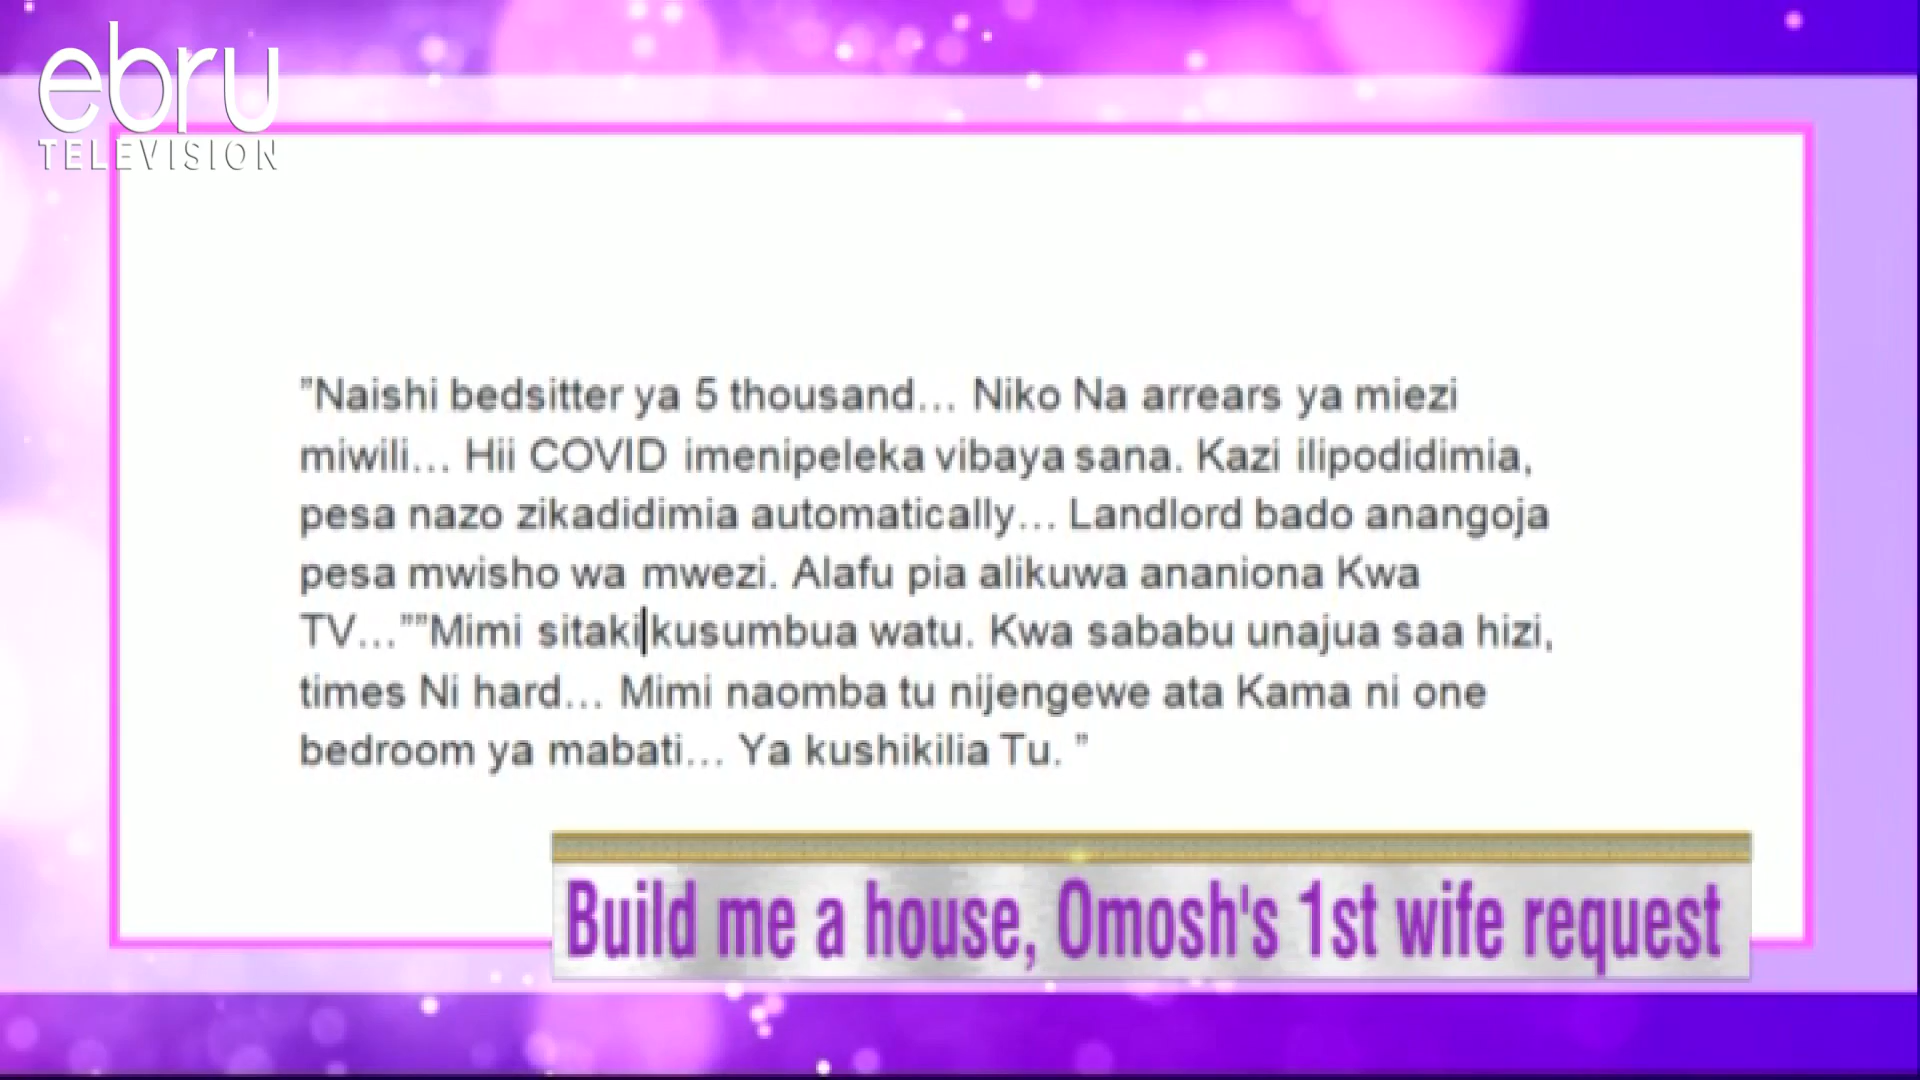 ebru
TELEVISION
"Naishi bedsitter ya 5 thousand... Niko Na arrears ya miezi
miwili... Hii COVID imenipeleka vibaya sana. Kazi ilipodidimia,
pesa nazo zikadidimia automatically... Landlord bado anangoja
pesa mwisho wa mwezi. Alafu pia alikuwa ananiona Kwa
TV...""Mimi sitaki kusumbua watu. Kwa sababu unajua saa hizi,
times Ni hard... Mimi naomba tu nijengewe ata Kama ni one
bedroom ya mabati... Ya kushikilia Tu. "
Build me a house, Omosh's 1st wife request